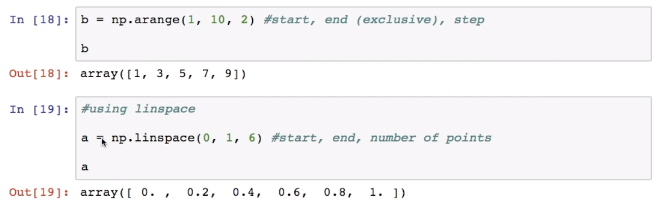 In [18]: b = np.arange(1, 10, 2) #start, end (exclusive), step
b
Out[18]: array([1, 3, 5, 7, 9])
In [19]: #using linspace
a = np.linspace(0, 1, 6) #start, end, number of points
a
Out[19]: array([ 0. ,  0.2,  0.4,  0.6,  0.8,  1. ])